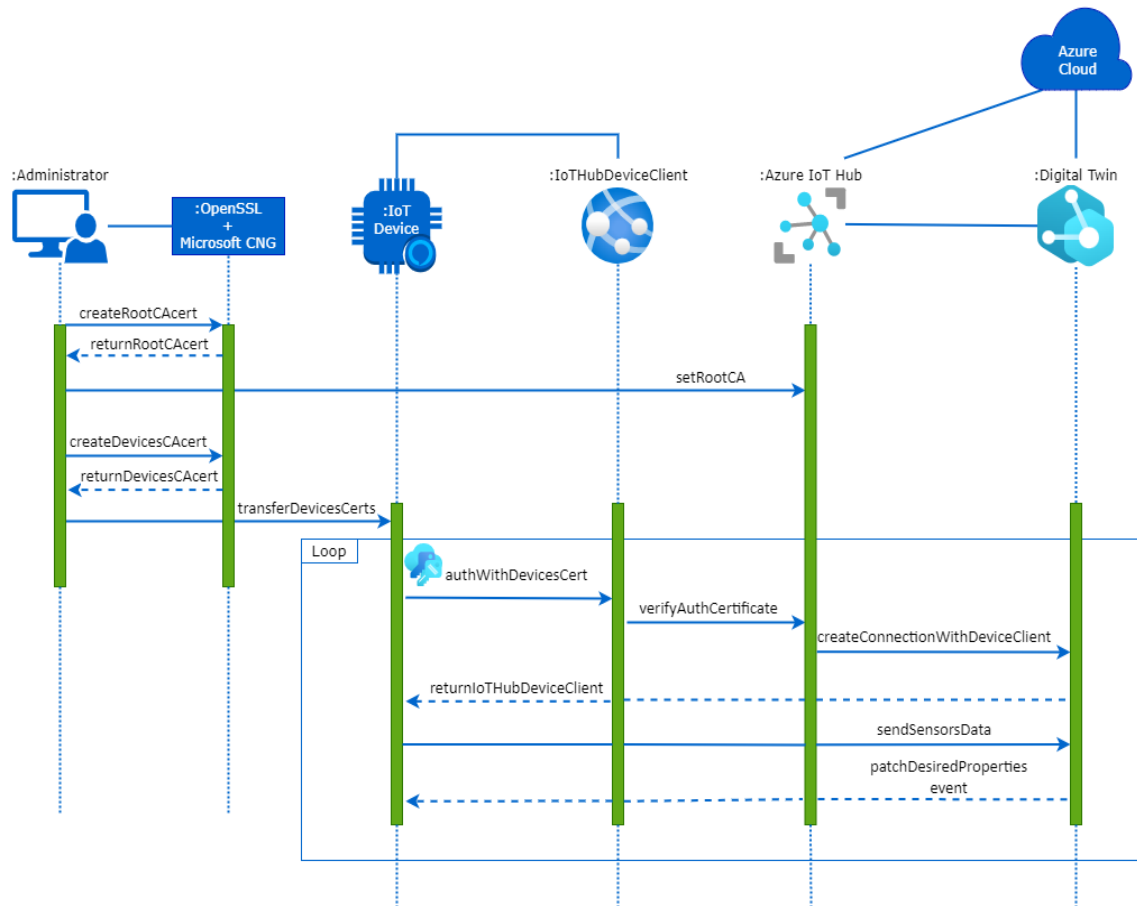 Azure
Cloud
:Administrator
:IoTHubDeviceClient
:Azure IoT Hub
:Digital Twin
:OpenSSL
+
Microsoft CNG
:IoT
Device
createRootCAcert
returnRootCAcert
setRootCA
createDevicesCAcert
returnDevicesCAcert
transferDevicesCerts
Loop
authWithDevicesCert
verifyAuthCertificate
createConnectionWithDeviceClient
returnIoTHubDeviceClient
sendSensorsData
patchDesiredProperties
event